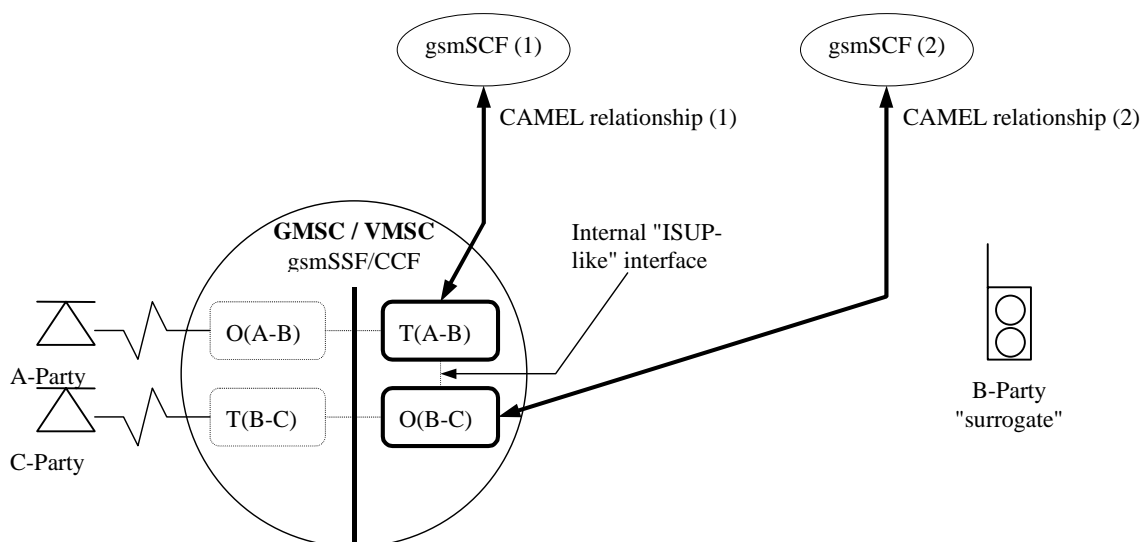 gsmSCF (1)
gsmSCF (2)
CAMEL relationship (1)
CAMEL relationship (2)
GMSC / VMSC
gsmSSF/CCF
Internal "ISUP-
like" interface
O(A-B)
T(A-B)
A-Party
T(B-C)
O(B-C)
C-Party
B-Party
"surrogate"